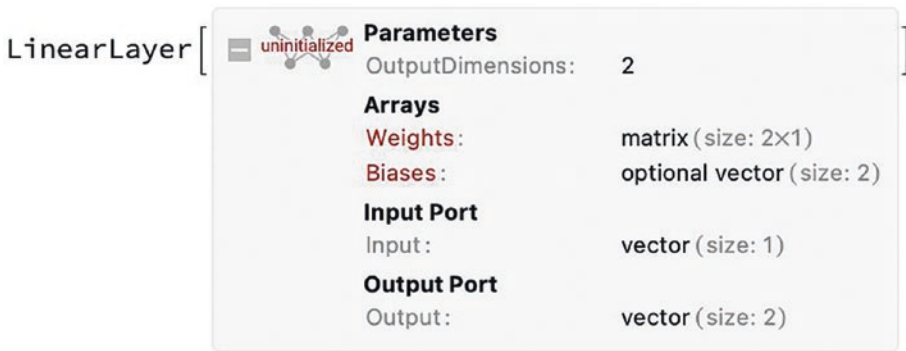 LinearLayer[ uninitialized Parameters ]
OutputDimensions: 2
Arrays
Weights: matrix (size: 2×1)
Biases: optional vector (size: 2)
Input Port
Input: vector (size: 1)
Output Port
Output: vector (size: 2)